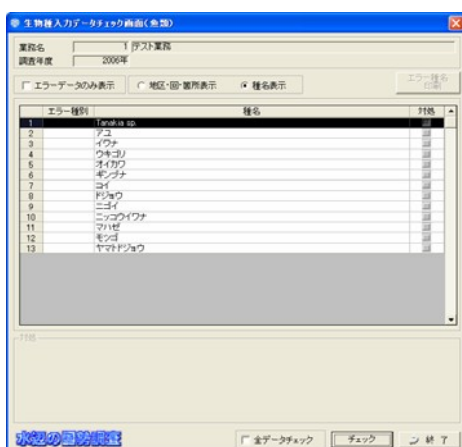 生物種入力データチェック画面(魚類)
業務名 1 テスト業務
調査年度 2006年
エラーデータのみ表示 地区・回・箇所表示 種名表示 エラー種名印刷
エラー種別 種名 対処
1 Tanakia sp.
2 アユ
3 イワナ
4 ウキゴリ
5 オイカワ
6 ギンブナ
7 コイ
8 ドジョウ
9 ニゴイ
10 ニッコウイワナ
11 マハゼ
12 モツゴ
13 ヤマトドジョウ
対処
水辺の国勢調査 全データチェック チェック 終了